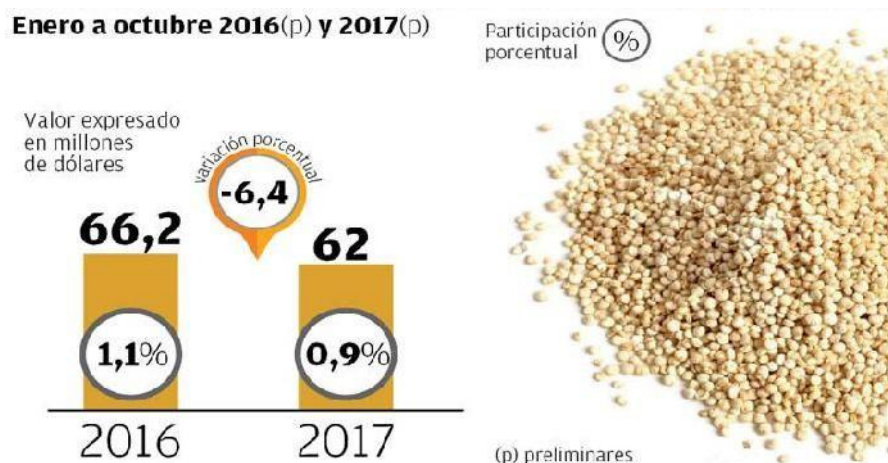 Enero a octubre 2016(p) y 2017(p)
Participación
porcentual
%
Valor expresado
en millones
de dólares
variación porcentual
-6,4
66,2
62
1,1%
0,9%
2016
2017
(p) preliminares